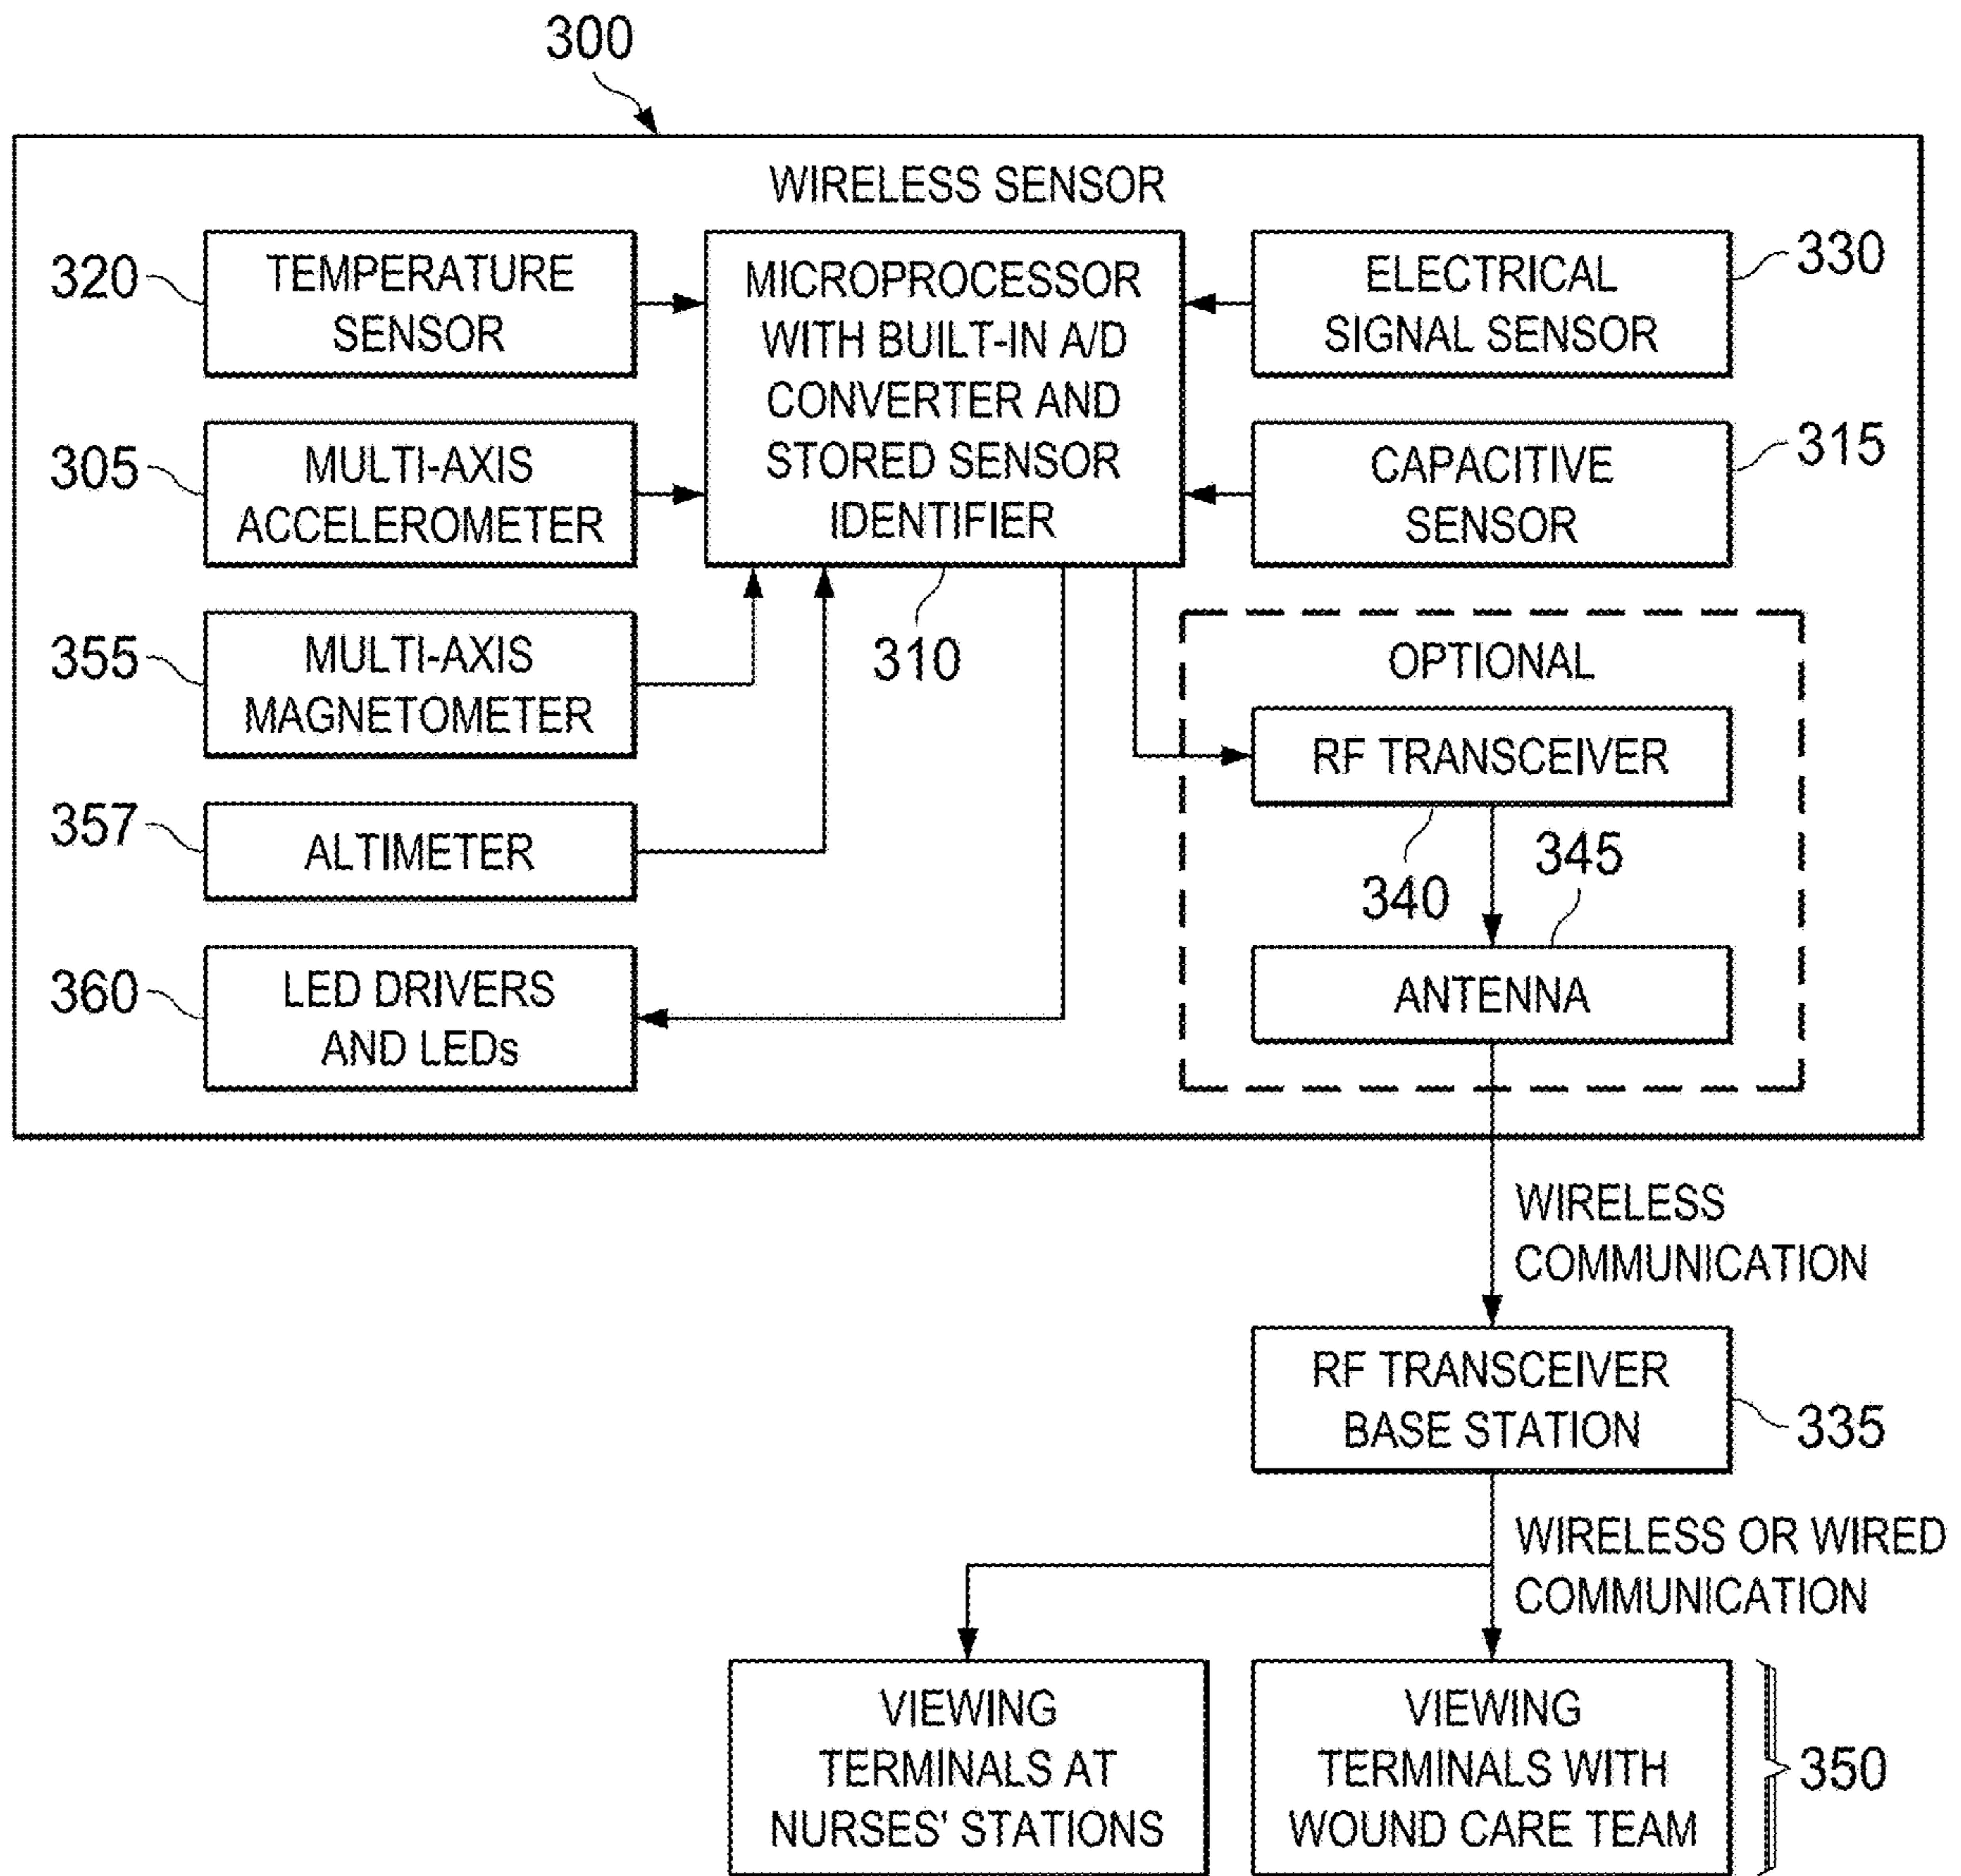 300
WIRELESS SENSOR
320
TEMPERATURE
SENSOR
MICROPROCESSOR
WITH BUILT-IN A/D
CONVERTER AND
STORED SENSOR
IDENTIFIER
310
ELECTRICAL
SIGNAL SENSOR
330
305
MULTI-AXIS
ACCELEROMETER
CAPACITIVE
SENSOR
315
355
MULTI-AXIS
MAGNETOMETER
OPTIONAL
RF TRANSCEIVER
340
357
ALTIMETER
345
ANTENNA
360
LED DRIVERS
AND LEDs
WIRELESS
COMMUNICATION
RF TRANSCEIVER
BASE STATION
335
WIRELESS OR WIRED
COMMUNICATION
VIEWING
TERMINALS AT
NURSES' STATIONS
VIEWING
TERMINALS WITH
WOUND CARE TEAM
350